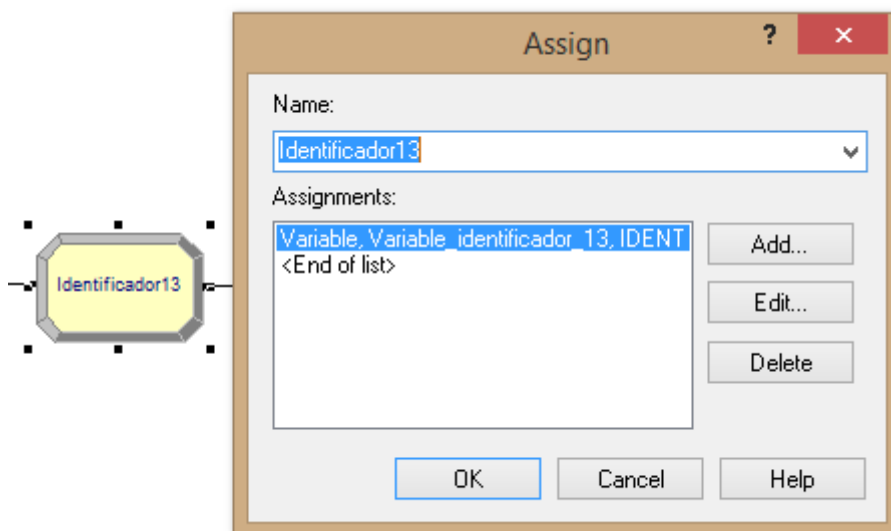 Assign
?
Name:
Identificador13
Assignments:
Variable, Variable_identificador_13, IDENT
<End of list>
Add...
Edit...
Delete
Identificador13
OK
Cancel
Help